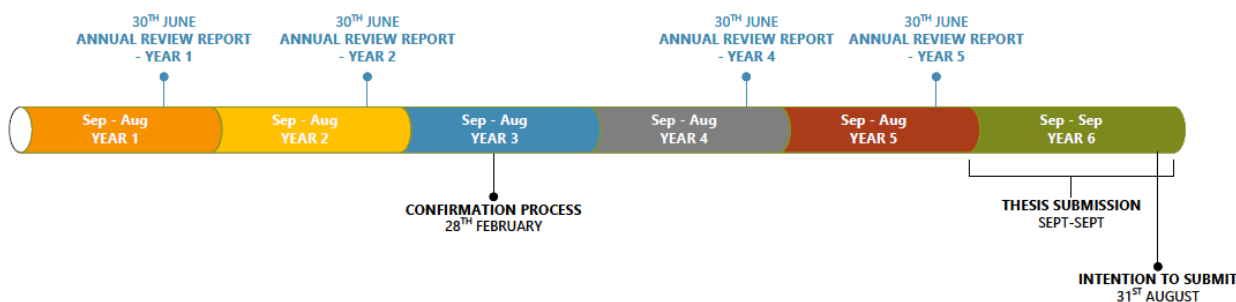 30TH JUNE
ANNUAL REVIEW REPORT
- YEAR 1
30TH JUNE
ANNUAL REVIEW REPORT
- YEAR 2
30TH JUNE
ANNUAL REVIEW REPORT
- YEAR 4
30TH JUNE
ANNUAL REVIEW REPORT
- YEAR 5
Sep - Aug
YEAR 1
Sep - Aug
YEAR 2
Sep - Aug
YEAR 3
Sep - Aug
YEAR 4
Sep - Aug
YEAR 5
Sep - Sep
YEAR 6
CONFIRMATION PROCESS
28TH FEBRUARY
THESIS SUBMISSION
SEPT-SEPT
INTENTION TO SUBMIT
31ST AUGUST